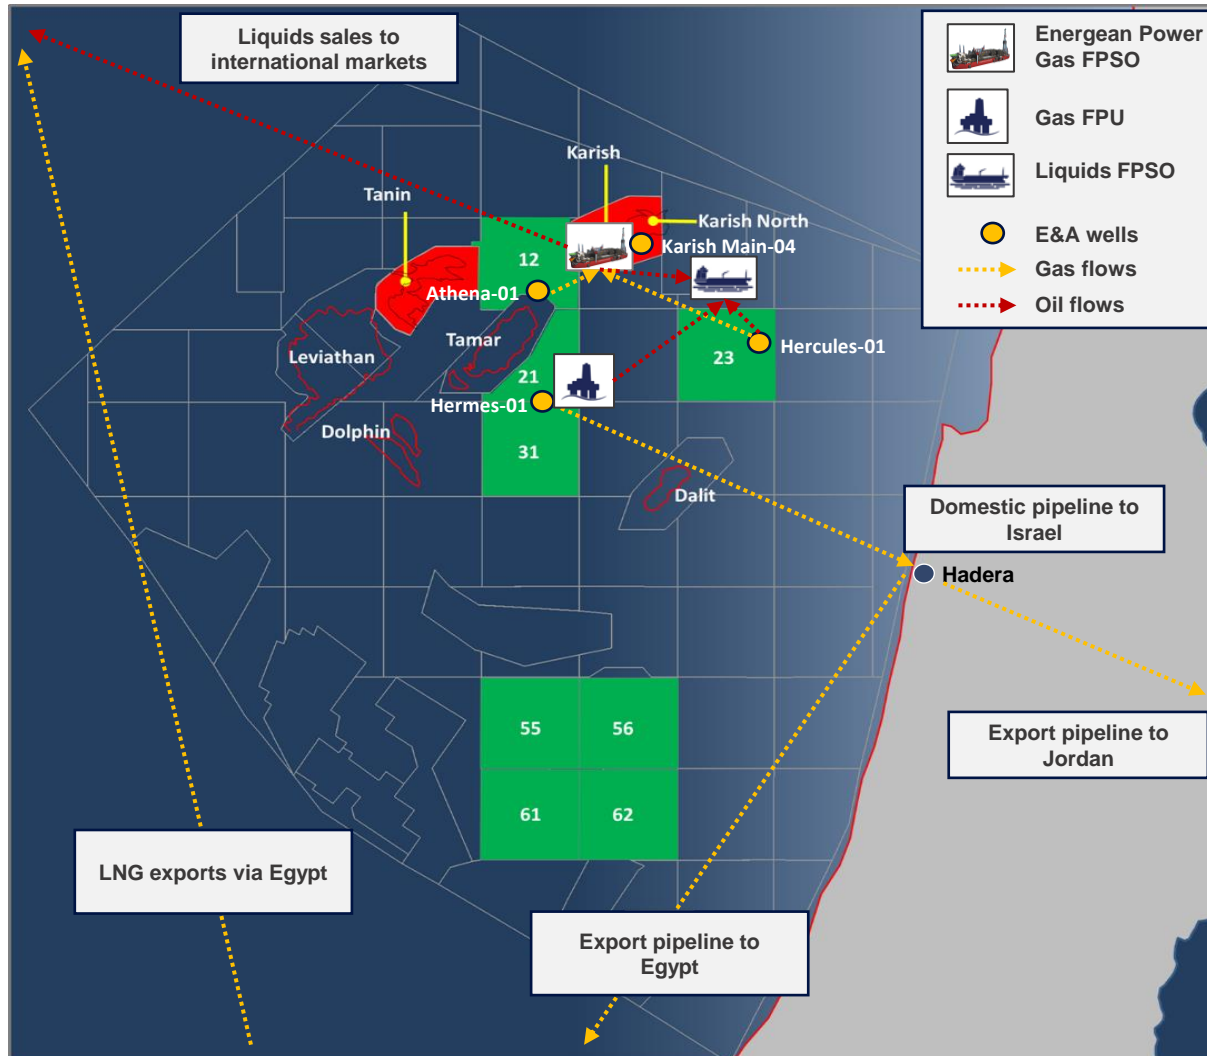 Liquids sales to
international markets
Energean Power
Gas FPSO
Gas FPU
Liquids FPSO
E&A wells
Gas flows
Oil flows
Karish
Tanin
Karish North
12
Karish Main-04
Athena-01
Tamar
Leviathan
Hercules-01
23
21
Hermes-01
Dolphin
31
Dalit
Domestic pipeline to
Israel
Hadera
55
56
Export pipeline to
Jordan
61
62
LNG exports via Egypt
Export pipeline to
Egypt